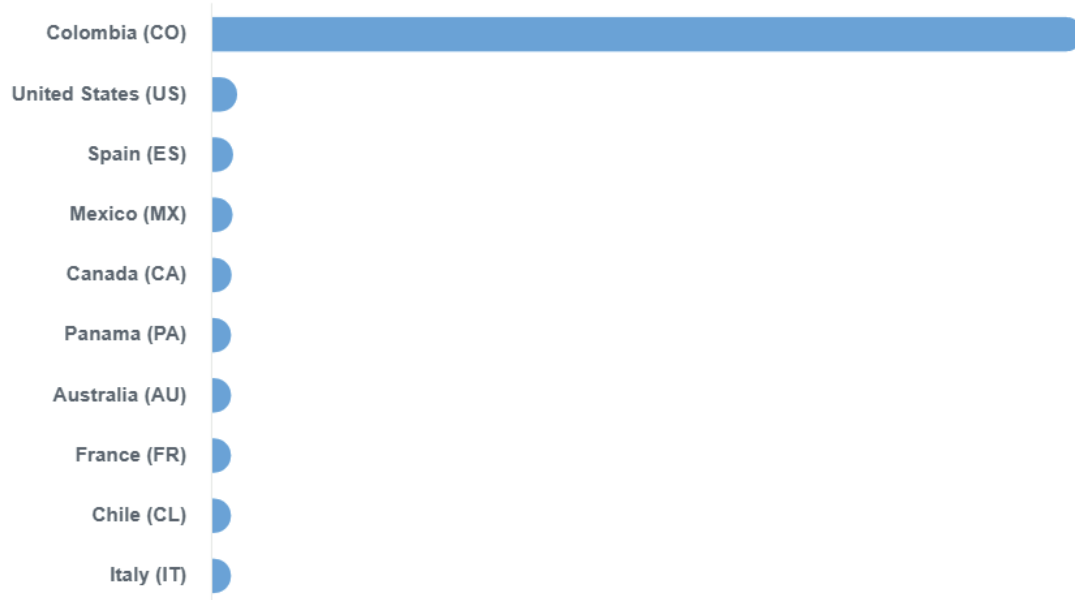 Colombia (CO)
United States (US)
Spain (ES)
Mexico (MX)
Canada (CA)
Panama (PA)
Australia (AU)
France (FR)
Chile (CL)
Italy (IT)